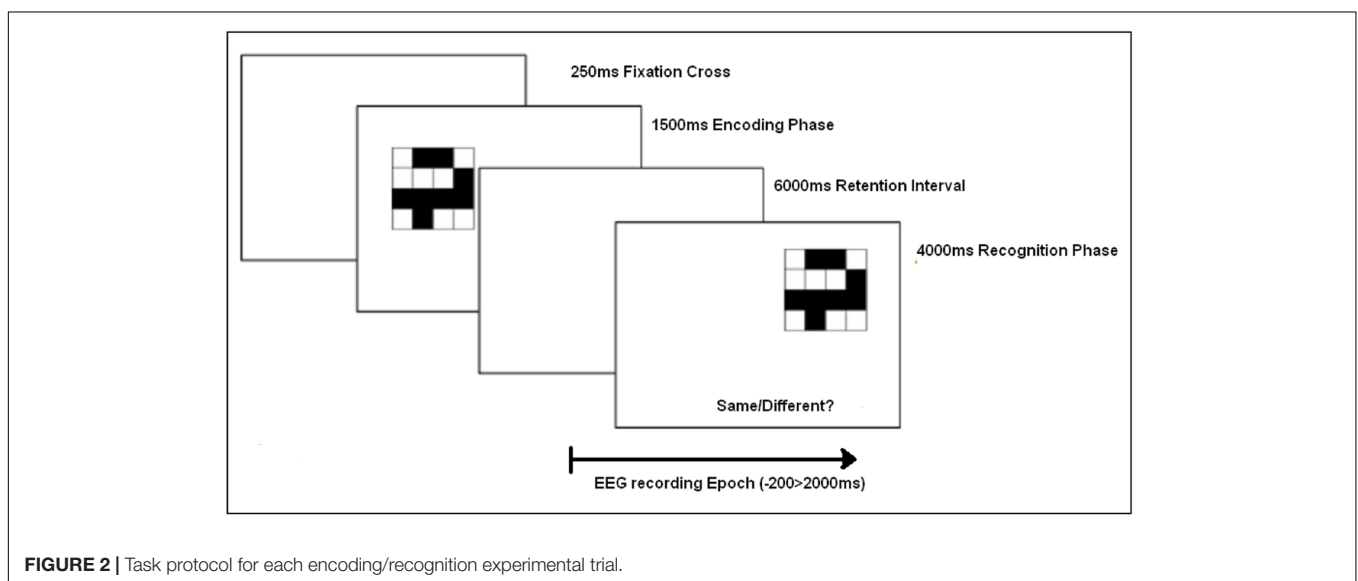 250ms Fixation Cross
1500ms Encoding Phase
6000ms Retention Interval
4000ms Recognition Phase
Same/Different?
EEG recording Epoch (-200>2000ms)
FIGURE 2 | Task protocol for each encoding/recognition experimental trial.